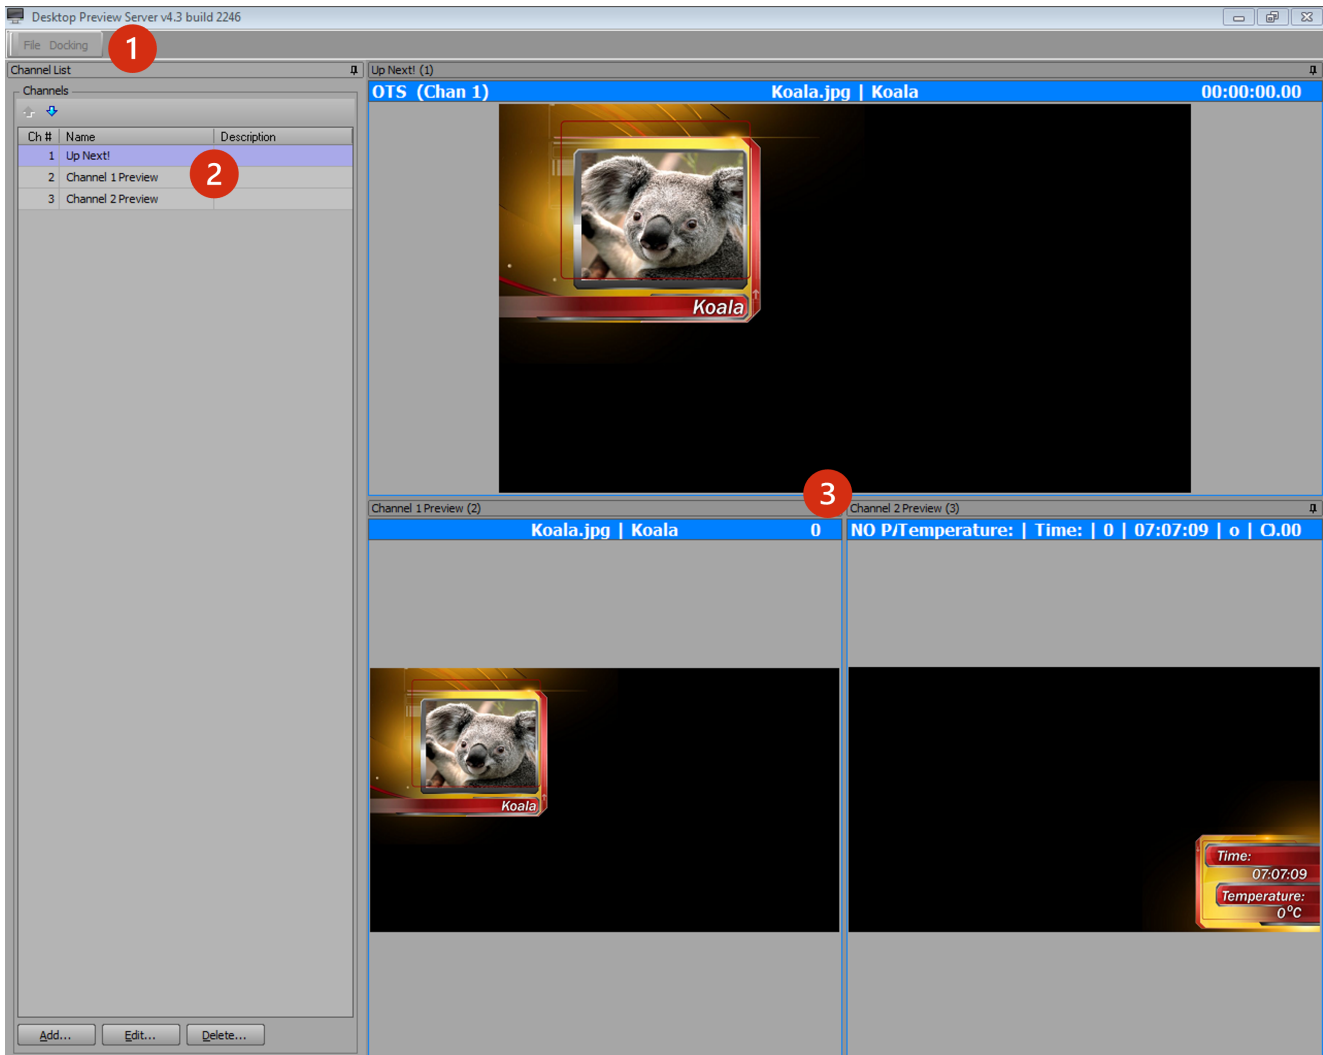 Desktop Preview Server v4.3 build 2246
File Docking
1
Channel List
Channels
Ch # Name Description
1 Up Next!
2 Channel 1 Preview
3 Channel 2 Preview
2
Add... Edit... Delete...
Up Next! (1)
OTS (Chan 1) Koala.jpg | Koala 00:00:00.00
Koala
3
Channel 1 Preview (2)
Koala.jpg | Koala 0
Koala
Channel 2 Preview (3)
NO P/Temperature: | Time: | 0 | 07:07:09 | o | .00
Time:
07:07:09
Temperature:
0°C